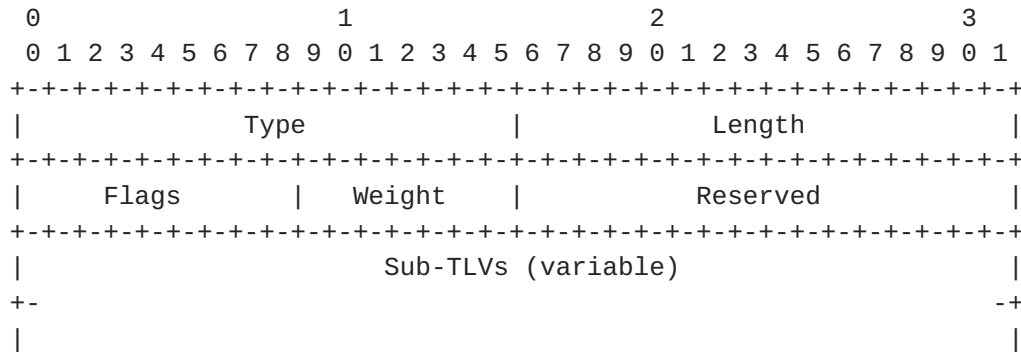 0 1 2 3
0 1 2 3 4 5 6 7 8 9 0 1 2 3 4 5 6 7 8 9 0 1 2 3 4 5 6 7 8 9 0 1
+-+-+-+-+-+-+-+-+-+-+-+-+-+-+-+-+-+-+-+-+-+-+-+-+-+-+-+-+-+-+-+-+
| Type | Length |
+-+-+-+-+-+-+-+-+-+-+-+-+-+-+-+-+-+-+-+-+-+-+-+-+-+-+-+-+-+-+-+-+
| Flags | Weight | Reserved |
+-+-+-+-+-+-+-+-+-+-+-+-+-+-+-+-+-+-+-+-+-+-+-+-+-+-+-+-+-+-+-+-+
| Sub-TLVs (variable) |
+- -+
| |